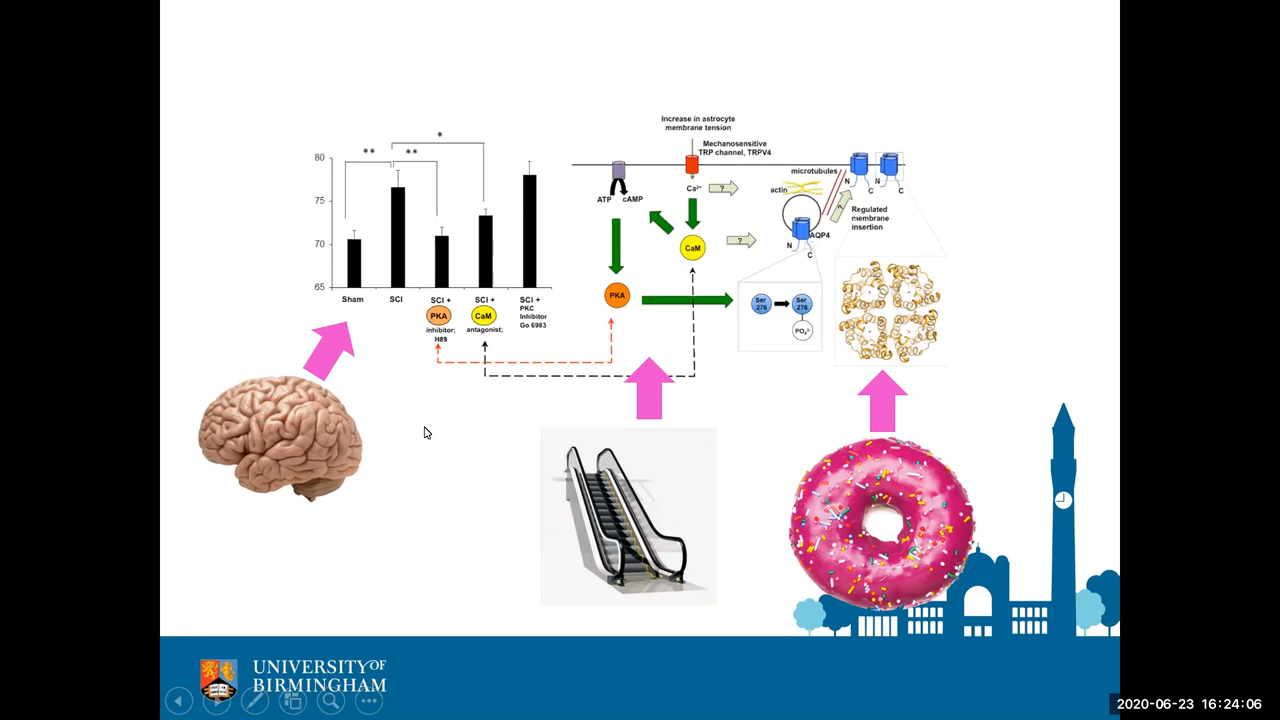 Increase in astrocyte
membrane tension
Mechanosensitive
TRP channel, TRPV4
*
** **
80
75
70
65
Sham
SCI
SCI +
PKA
inhibitor;
H89
SCI +
CaM
antagonist;
SCI +
PKC
Inhibitor
Go 6983
ATP
cAMP
Ca²⁺
?
CaM
?
PKA
microtubules
actin
N
C
AQP4
?
Regulated
membrane
insertion
N
C
N
C
Ser
276
Ser
276
PO₄²⁻
UNIVERSITY OF
BIRMINGHAM
2020-06-23 16:24:06